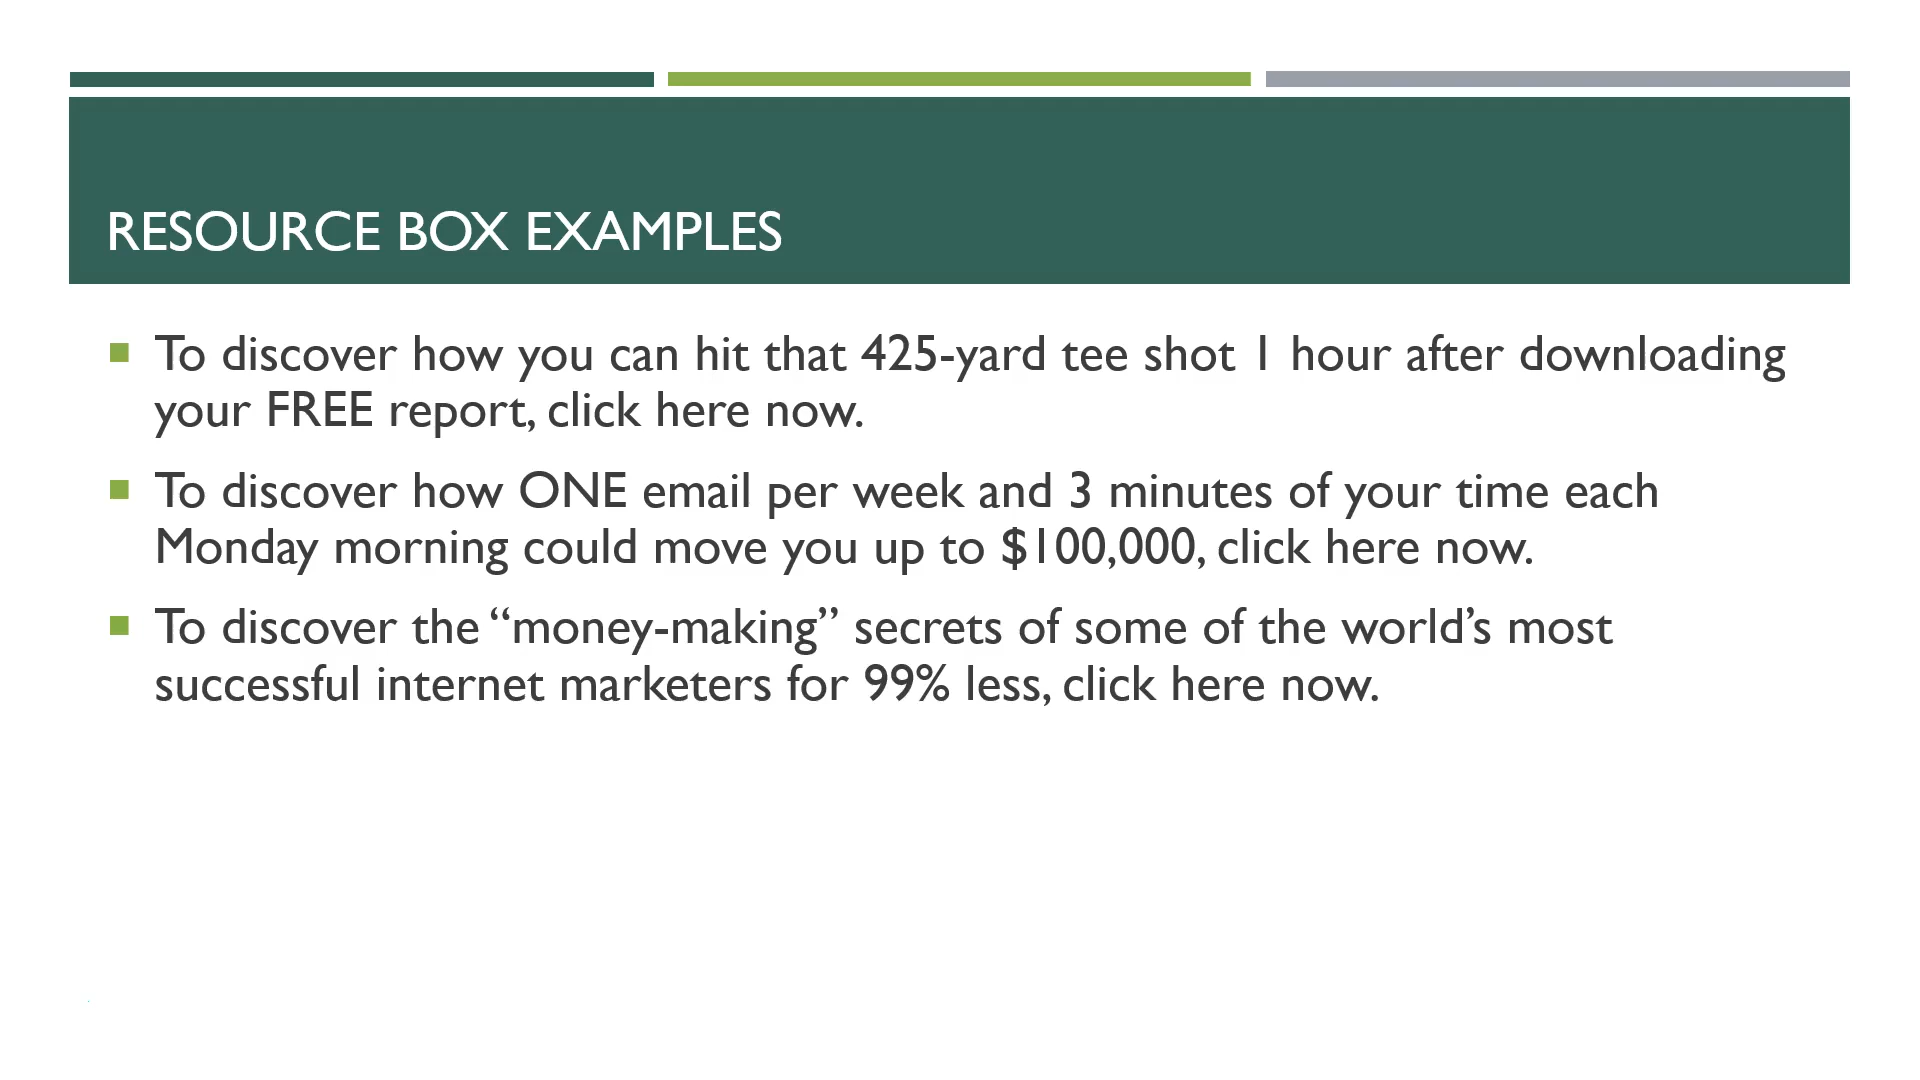 RESOURCE BOX EXAMPLES
To discover how you can hit that 425-yard tee shot 1 hour after downloading
your FREE report, click here now.
To discover how ONE email per week and 3 minutes of your time each
Monday morning could move you up to $100,000, click here now.
To discover the “money-making” secrets of some of the world’s most
successful internet marketers for 99% less, click here now.